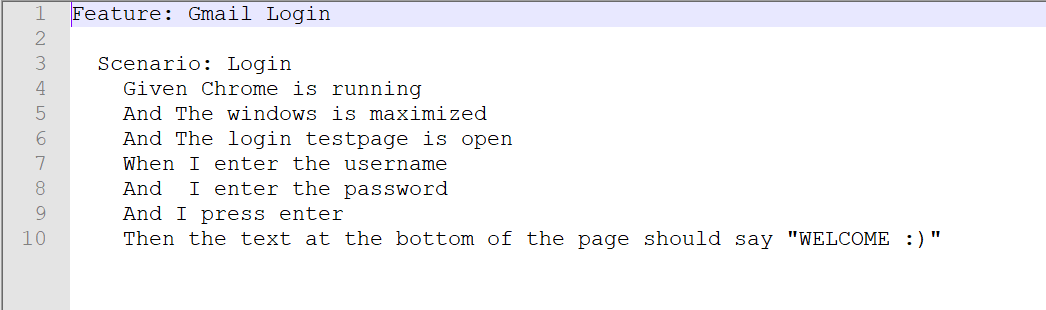 1 Feature: Gmail Login
2
3 Scenario: Login
4 Given Chrome is running
5 And The windows is maximized
6 And The login testpage is open
7 When I enter the username
8 And  I enter the password
9 And I press enter
10 Then the text at the bottom of the page should say "WELCOME :)"